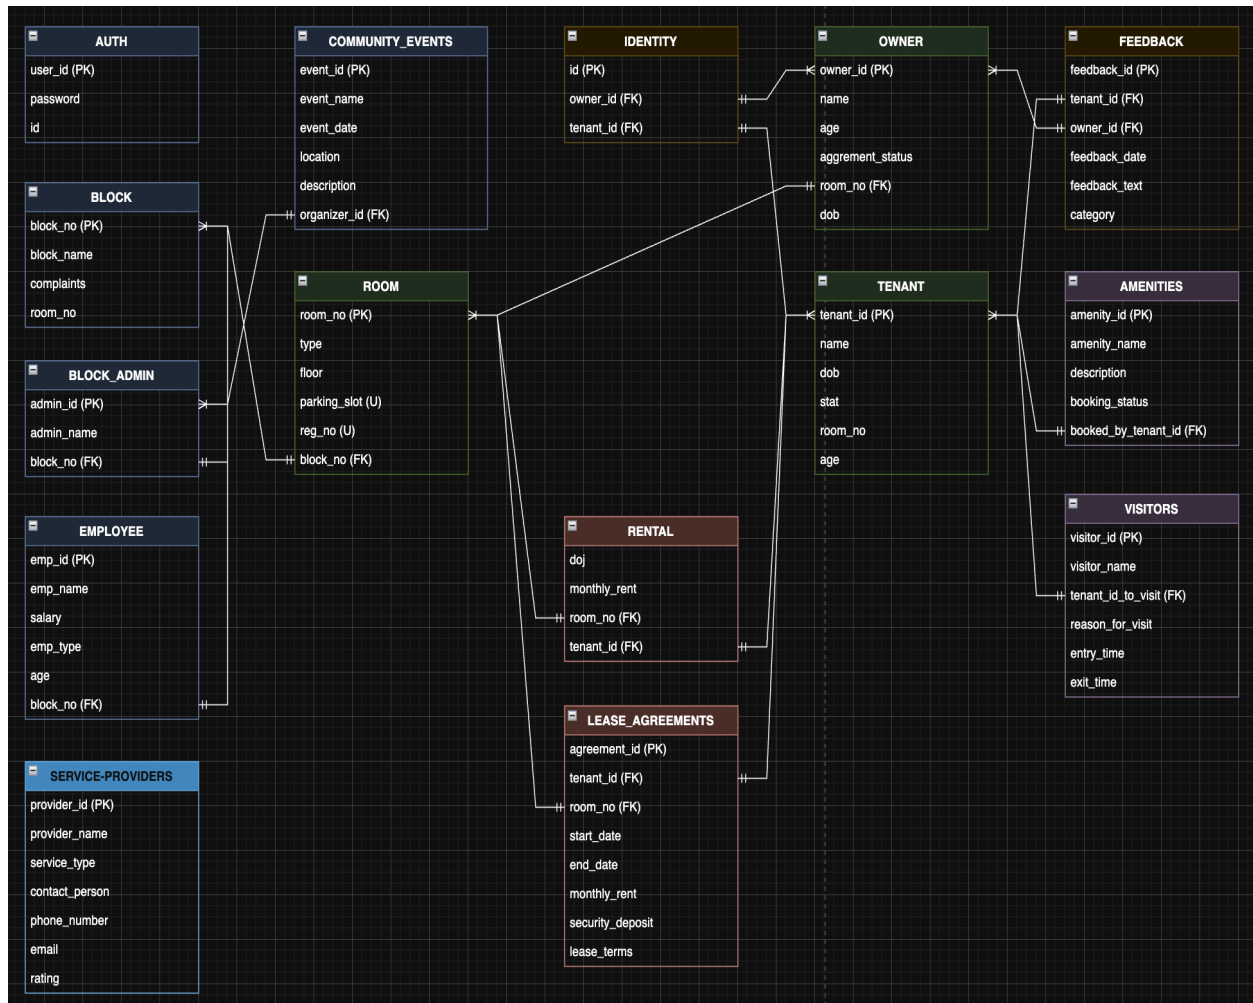 AUTH
user_id (PK)
password
id
COMMUNITY_EVENTS
event_id (PK)
event_name
event_date
location
description
organizer_id (FK)
IDENTITY
id (PK)
owner_id (FK)
tenant_id (FK)
OWNER
owner_id (PK)
name
age
aggrement_status
room_no (FK)
dob
FEEDBACK
feedback_id (PK)
tenant_id (FK)
owner_id (FK)
feedback_date
feedback_text
category
BLOCK
block_no (PK)
block_name
complaints
room_no
ROOM
room_no (PK)
type
floor
parking_slot (U)
reg_no (U)
block_no (FK)
TENANT
tenant_id (PK)
name
dob
stat
room_no
age
AMENITIES
amenity_id (PK)
amenity_name
description
booking_status
booked_by_tenant_id (FK)
BLOCK_ADMIN
admin_id (PK)
admin_name
block_no (FK)
EMPLOYEE
emp_id (PK)
emp_name
salary
emp_type
age
block_no (FK)
RENTAL
doj
monthly_rent
room_no (FK)
tenant_id (FK)
VISITORS
visitor_id (PK)
visitor_name
tenant_id_to_visit (FK)
reason_for_visit
entry_time
exit_time
LEASE_AGREEMENTS
agreement_id (PK)
tenant_id (FK)
room_no (FK)
start_date
end_date
monthly_rent
security_deposit
lease_terms
SERVICE-PROVIDERS
provider_id (PK)
provider_name
service_type
contact_person
phone_number
email
rating